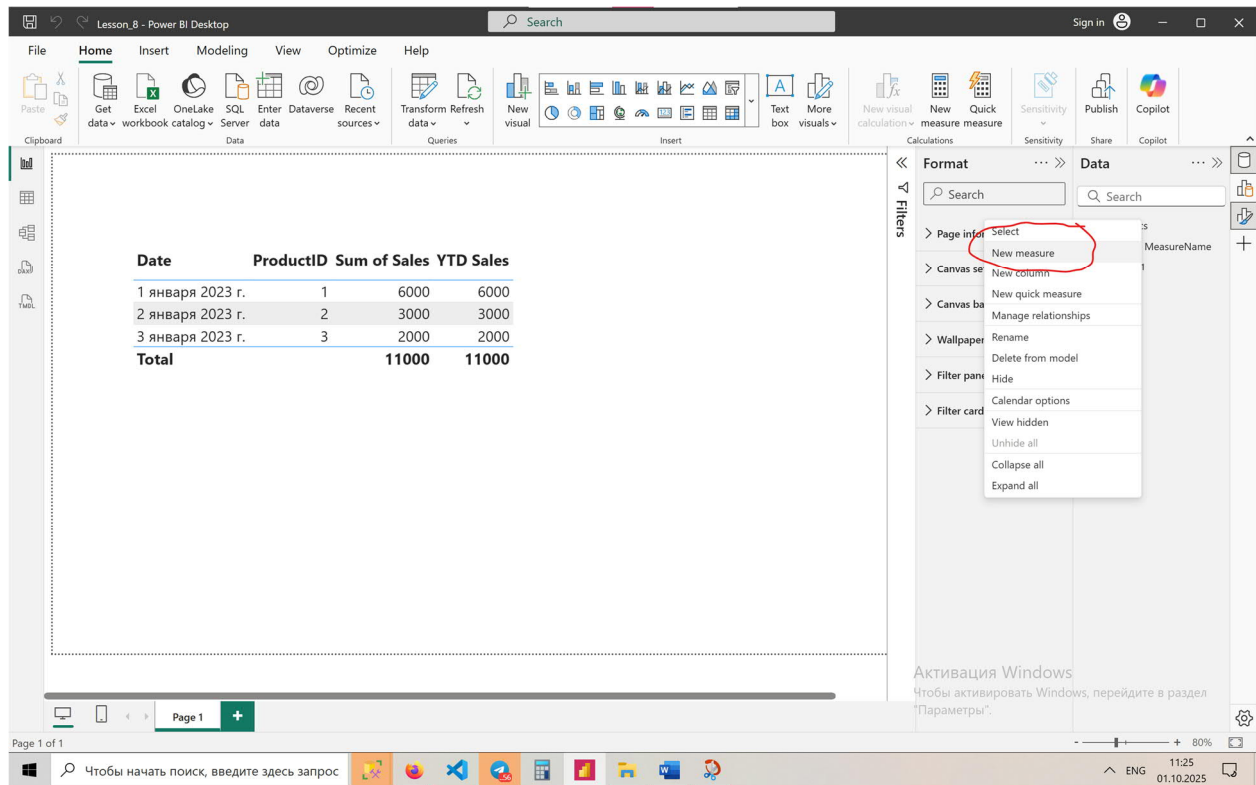 Lesson_8 - Power BI Desktop
Search
Sign in
File Home Insert Modeling View Optimize Help
Paste
Get data
Excel workbook
OneLake catalog
SQL Server
Enter data
Dataverse
Recent sources
Transform data
Refresh
New visual
A
Text box
More visuals
New visual calculation
New measure
Quick measure
Sensitivity
Publish
Copilot
Clipboard Data Queries Insert Calculations Sensitivity Share Copilot
DAX
TMDL
Filters
Format
Search
Page infor
Canvas se
Canvas ba
Wallpaper
Filter pane
Filter card
Data
Search
s
MeasureName
1
Select
New measure
New column
New quick measure
Manage relationships
Rename
Delete from model
Hide
Calendar options
View hidden
Unhide all
Collapse all
Expand all
Date ProductID Sum of Sales YTD Sales
1 января 2023 г. 1 6000 6000
2 января 2023 г. 2 3000 3000
3 января 2023 г. 3 2000 2000
Total 11000 11000
Активация Windows
Чтобы активировать Windows, перейдите в раздел
"Параметры".
Page 1
Page 1 of 1
80%
Чтобы начать поиск, введите здесь запрос
ENG
11:25
01.10.2025